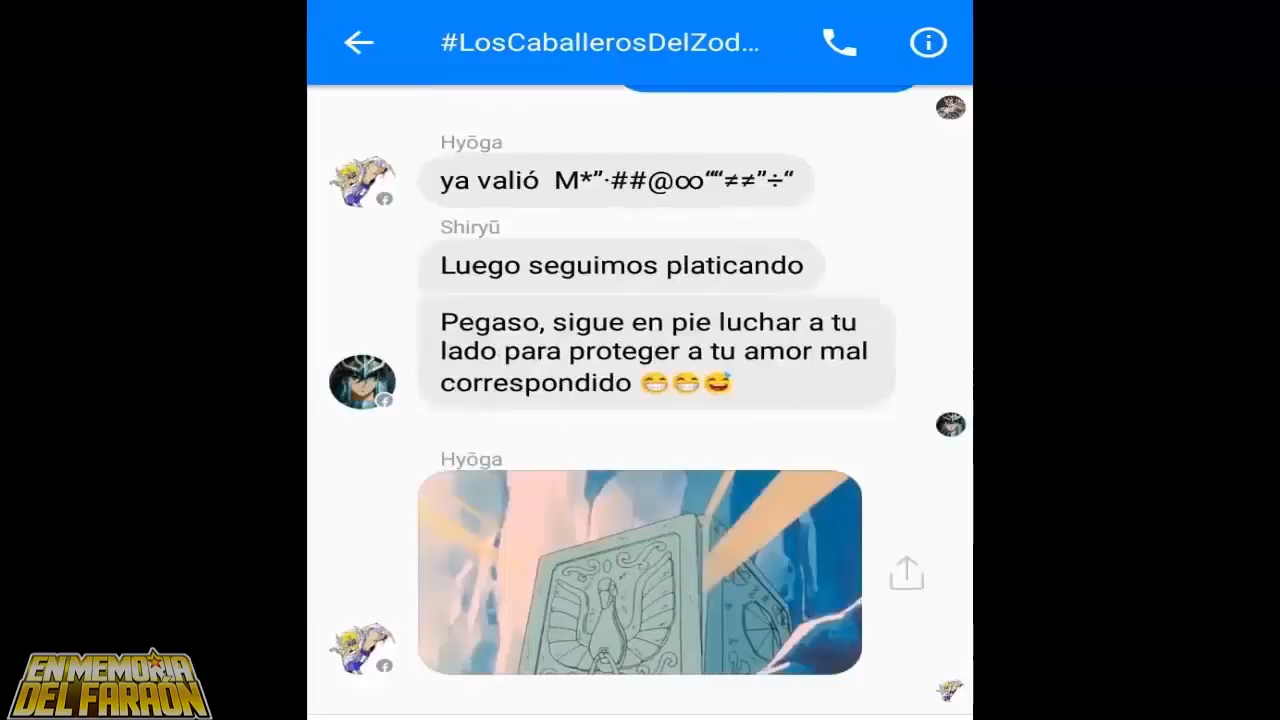 #LosCaballerosDelZod...
Hyōga
ya valió M*”·##@∞““≠≠”÷“
Shiryū
Luego seguimos platicando
Pegaso, sigue en pie luchar a tu
lado para proteger a tu amor mal
correspondido 😁😁😅
Hyōga
EN MEMORIA
DEL FARAON